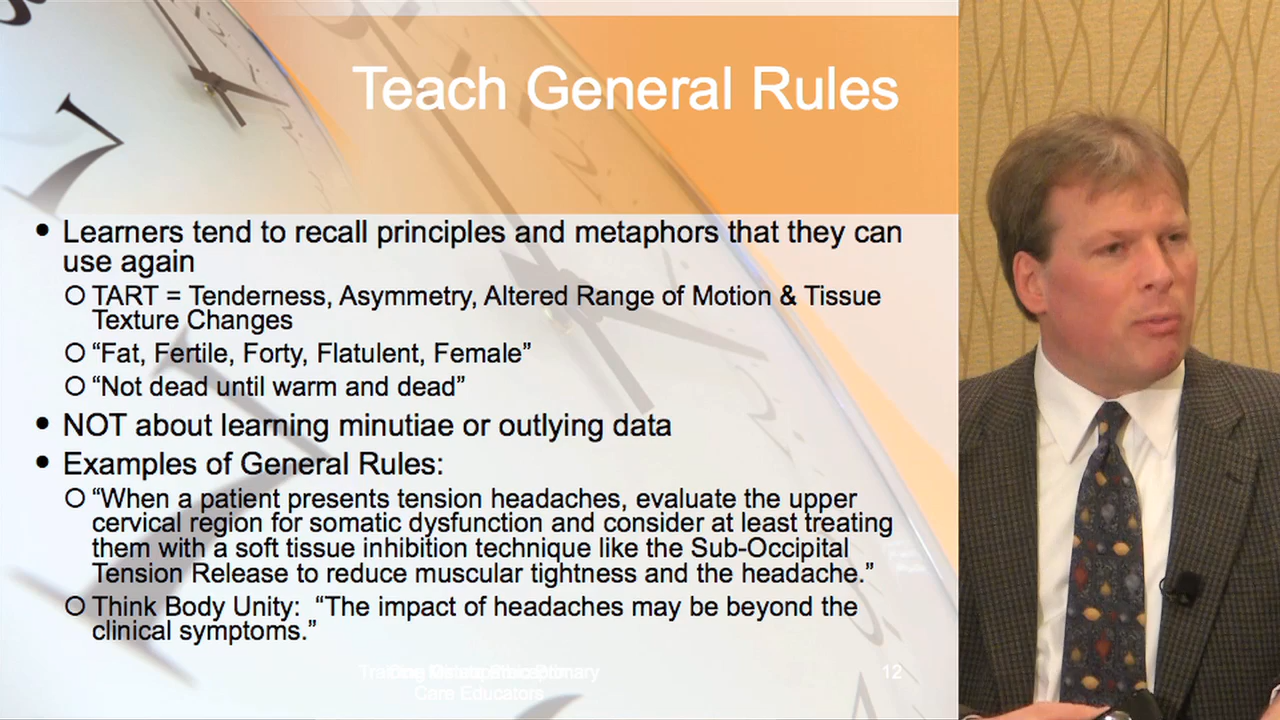 Teach General Rules
• Learners tend to recall principles and metaphors that they can
use again
○ TART = Tenderness, Asymmetry, Altered Range of Motion & Tissue
Texture Changes
○ “Fat, Fertile, Forty, Flatulent, Female”
○ “Not dead until warm and dead”
• NOT about learning minutiae or outlying data
• Examples of General Rules:
○ “When a patient presents tension headaches, evaluate the upper
cervical region for somatic dysfunction and consider at least treating
them with a soft tissue inhibition technique like the Sub-Occipital
Tension Release to reduce muscular tightness and the headache.”
○ Think Body Unity:  “The impact of headaches may be beyond the
clinical symptoms.”
Care Educators
12